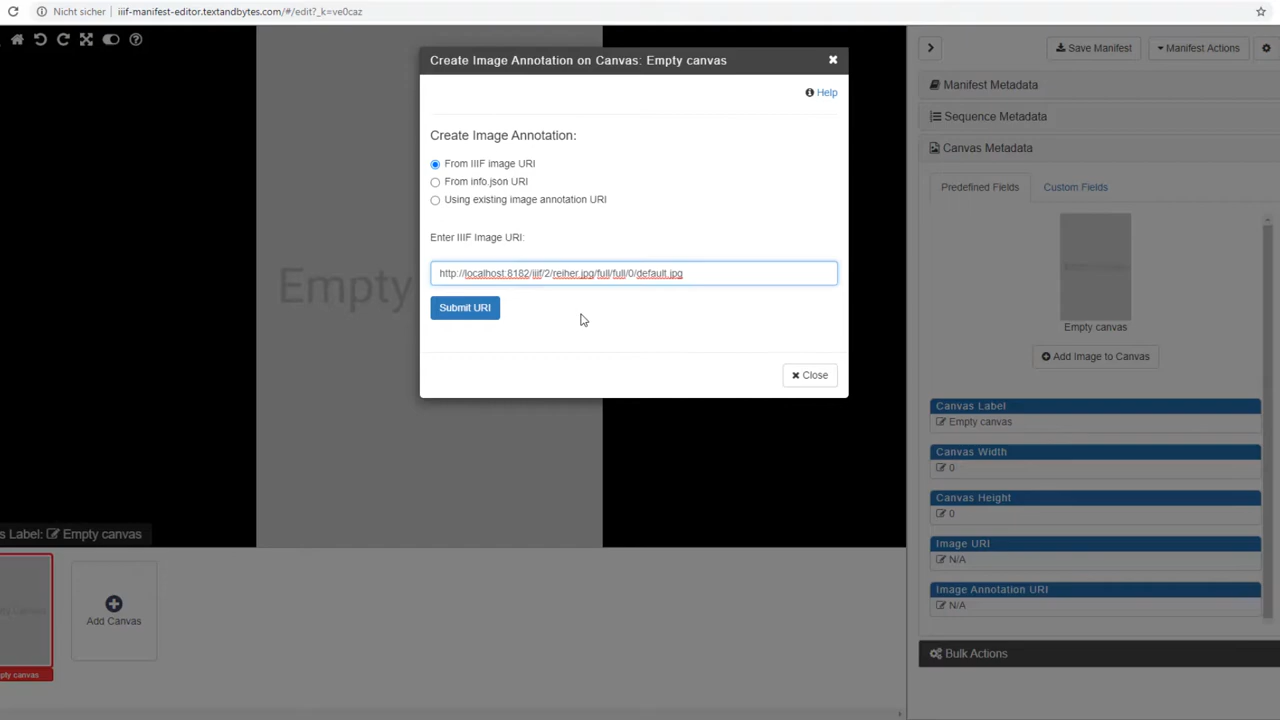 Nicht sicher
iiif-manifest-editor.textandbytes.com/#/edit?_k=ve0caz
Save Manifest
Manifest Actions
Create Image Annotation on Canvas: Empty canvas
Help
Create Image Annotation:
From IIIF image URI
From info.json URI
Using existing image annotation URI
Enter IIIF Image URI:
http://localhost:8182/iiif/2/reiher.jpg/full/full/0/default.jpg
Submit URI
Close
Empty
Manifest Metadata
Sequence Metadata
Canvas Metadata
Predefined Fields
Custom Fields
Empty canvas
Empty canvas
Add Image to Canvas
Canvas Label
Empty canvas
Canvas Width
0
Canvas Height
0
Image URI
N/A
Image Annotation URI
N/A
Bulk Actions
s Label: Empty canvas
Empty Canvas
pty canvas
Add Canvas